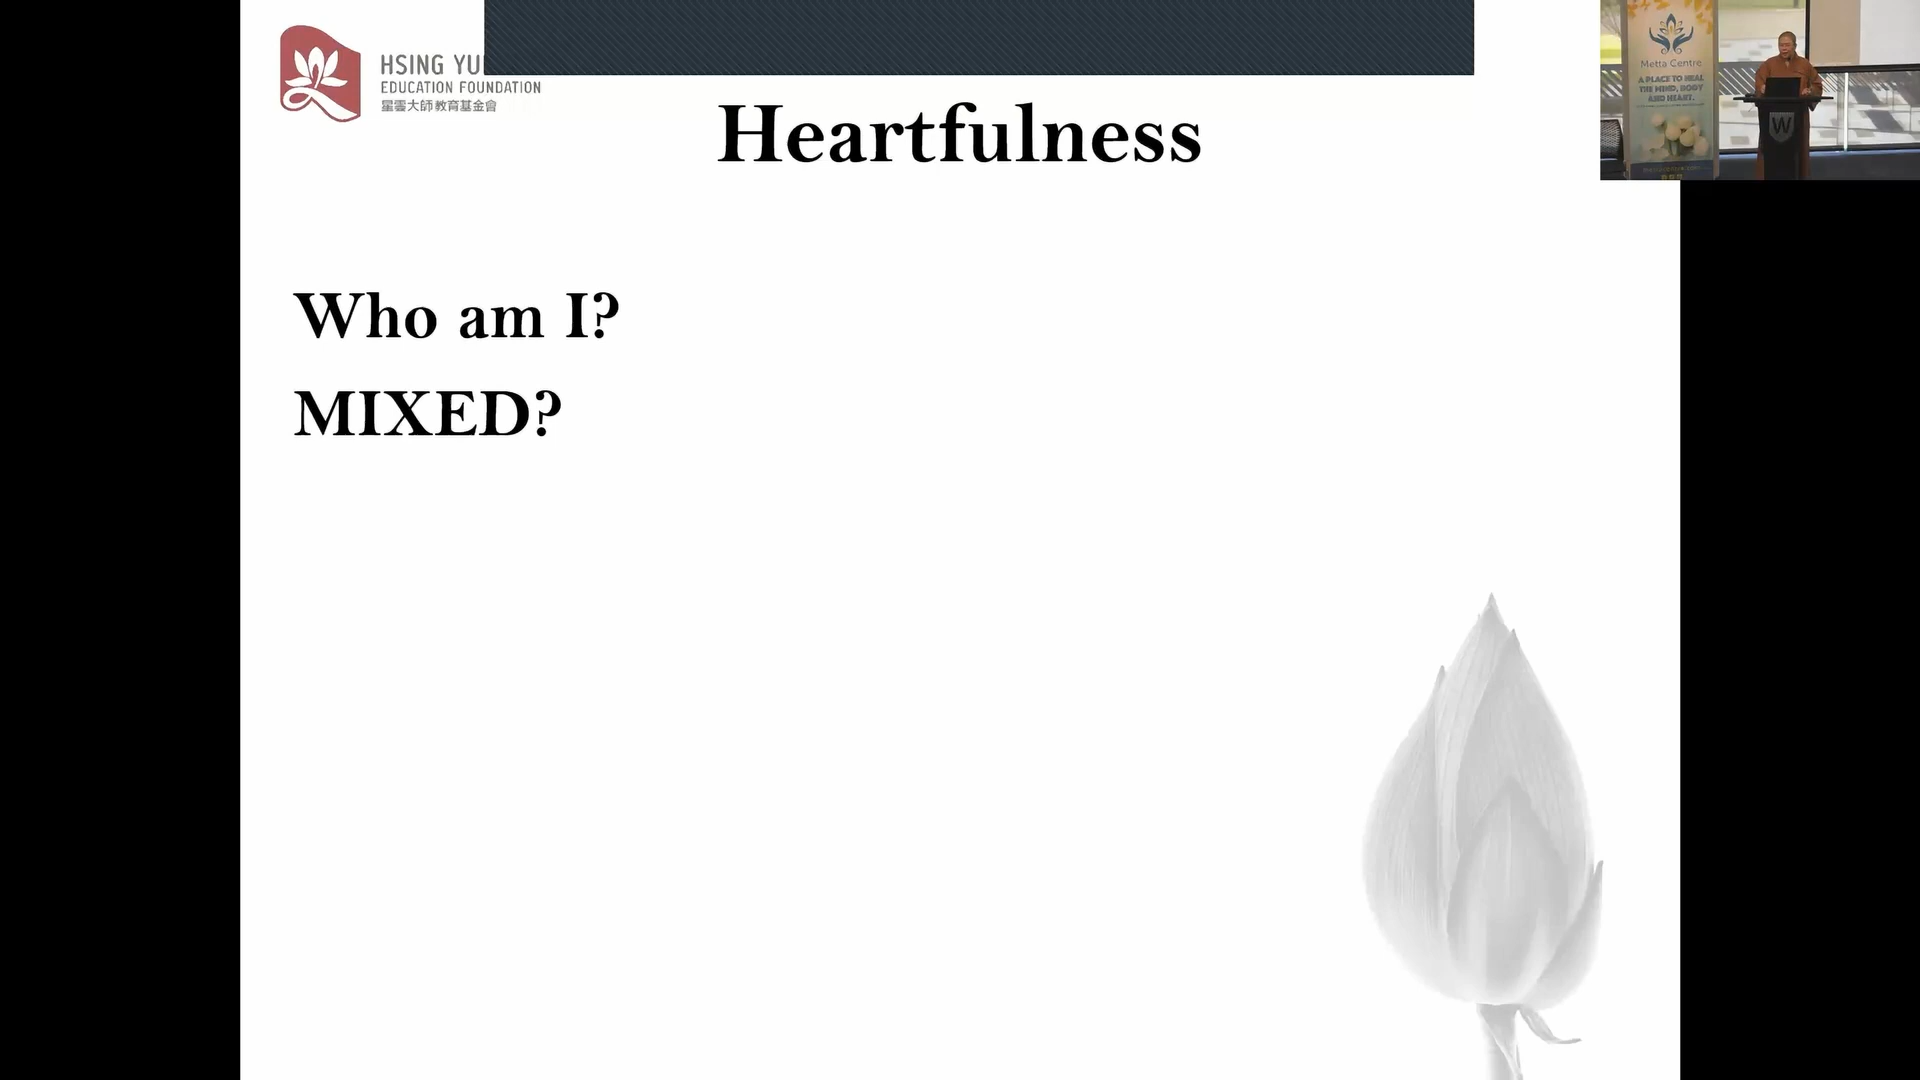 HSING YU
EDUCATION FOUNDATION
星雲大師教育基金會
Heartfulness
Who am I?
MIXED?
Metta Centre
A PLACE TO HEAL
THE MIND, BODY
AND HEART.
W